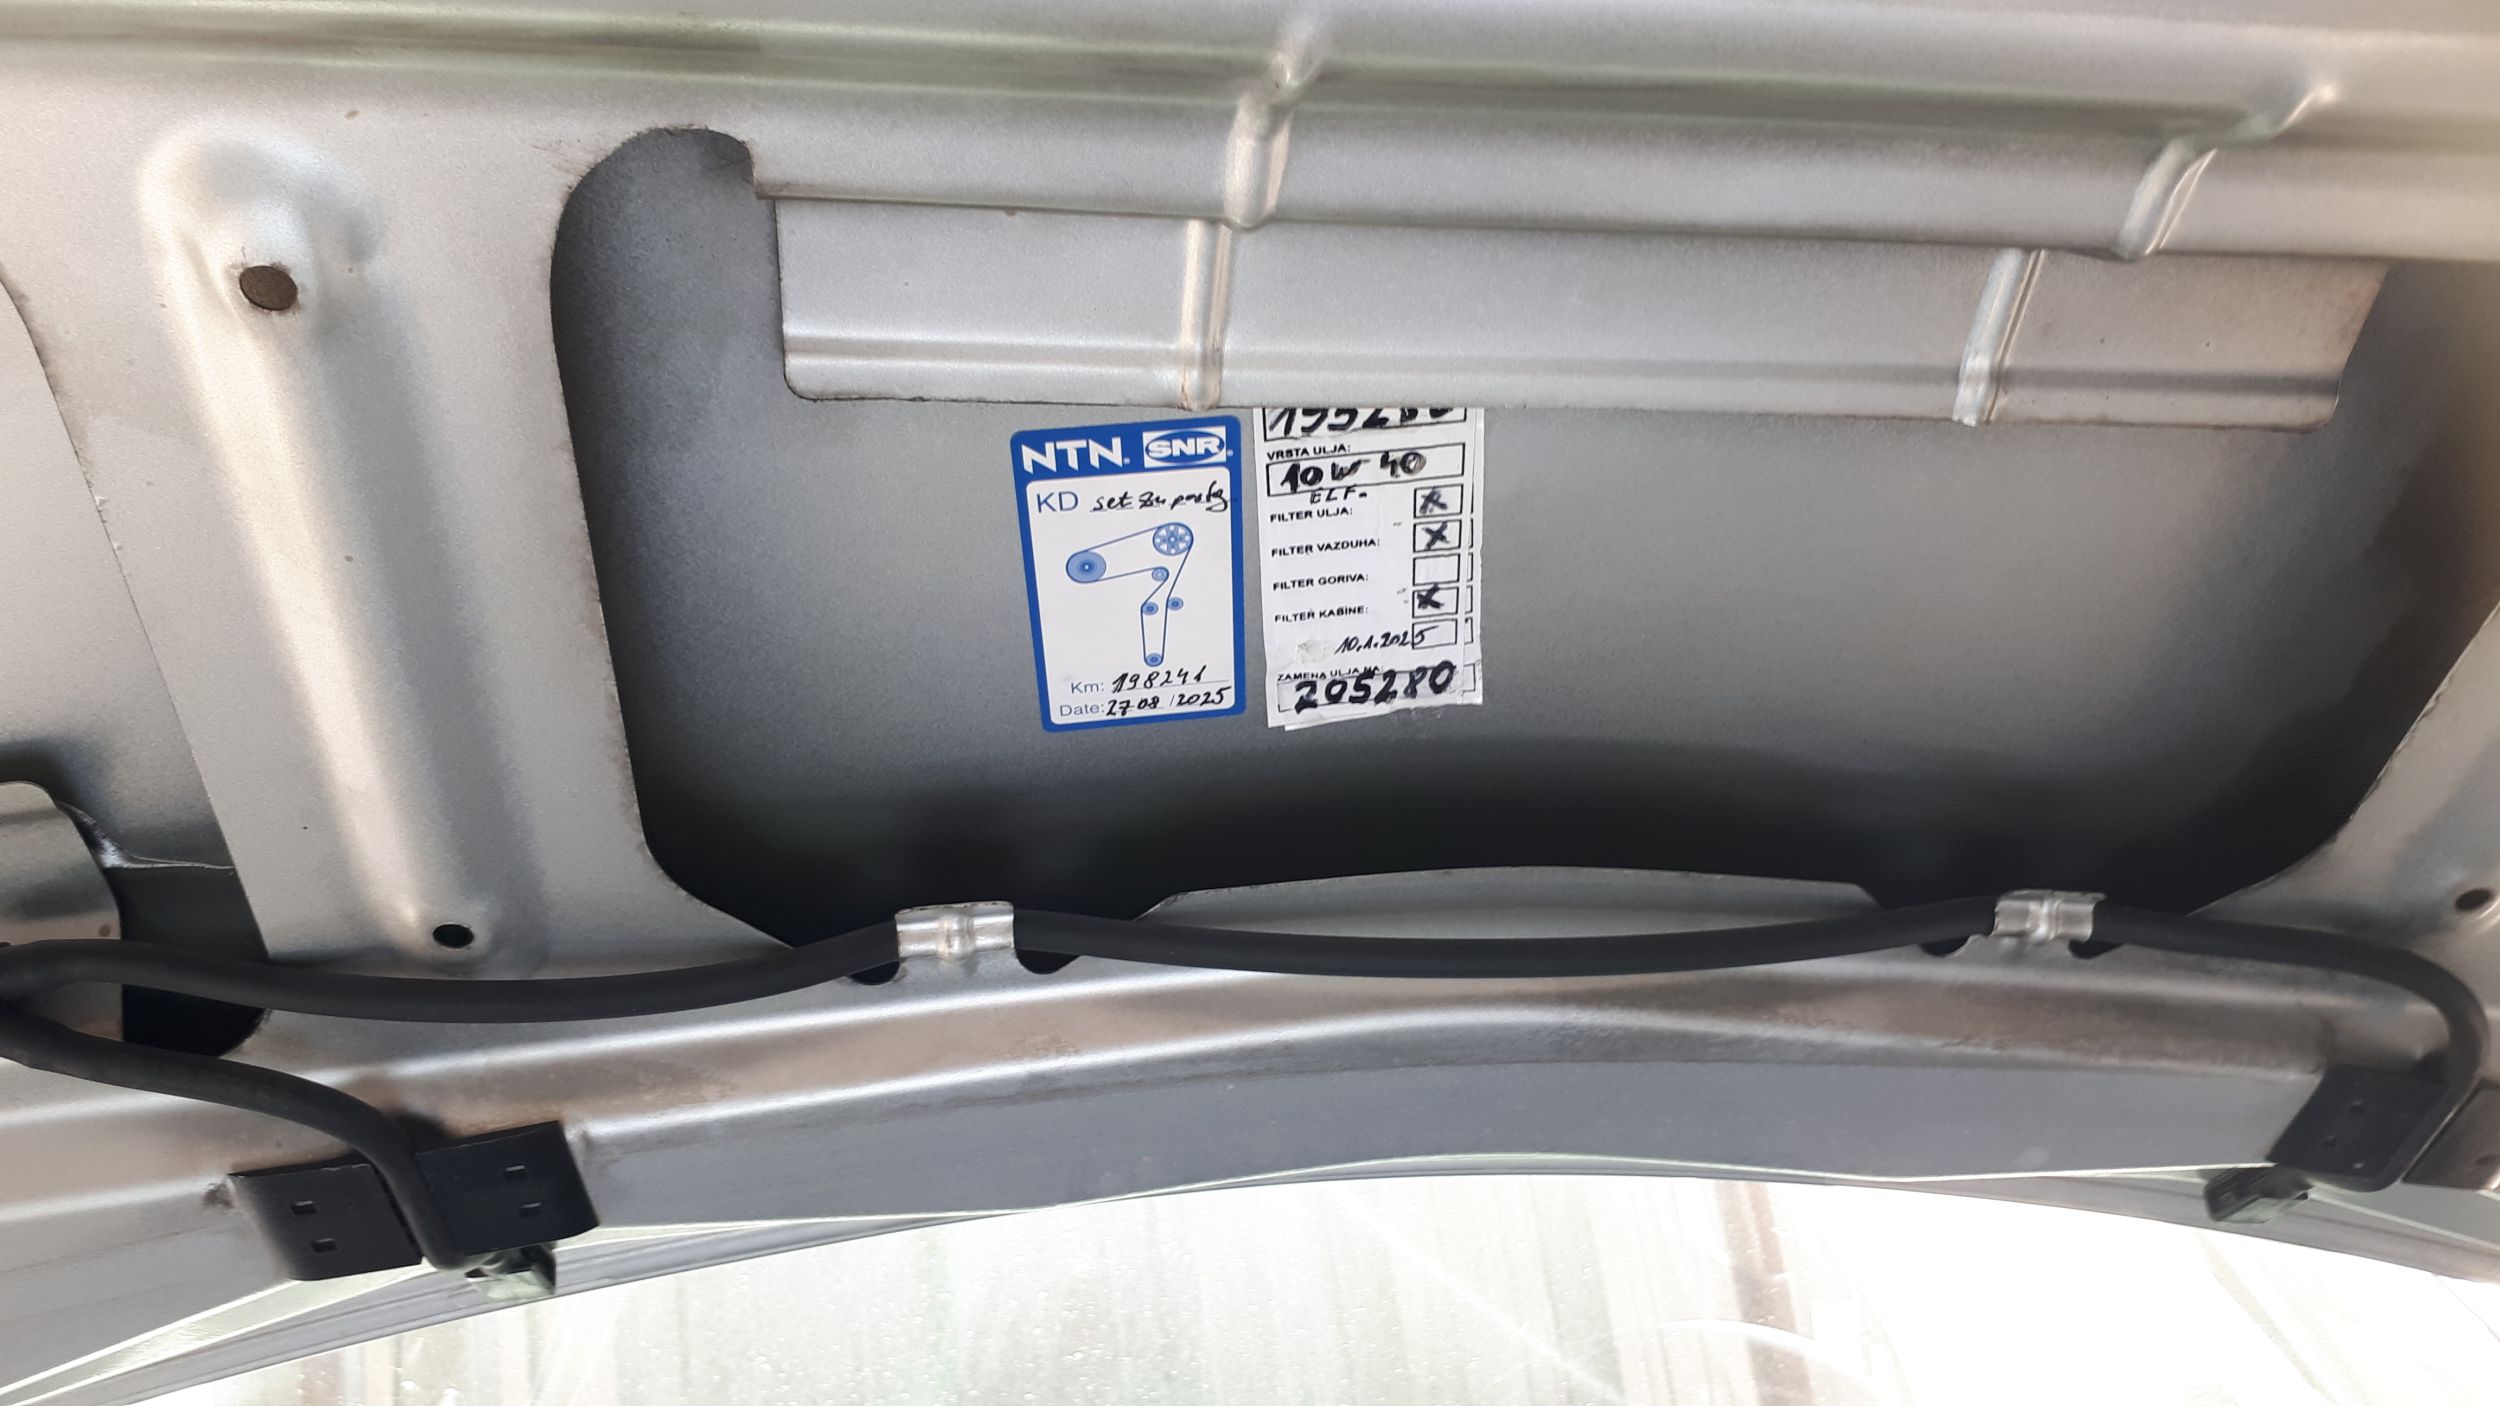 NTN. SNR.
KD set za
Km: 198241
Date: 27 08 / 2025
VRSTA ULJA:
10W 40
ELF.
FILTER ULJA: X
FILTER VAZDUHA: X
FILTER GORIVA:
FILTER KABINE: X
10.1.2025
ZAMENA ULJA NA:
205280